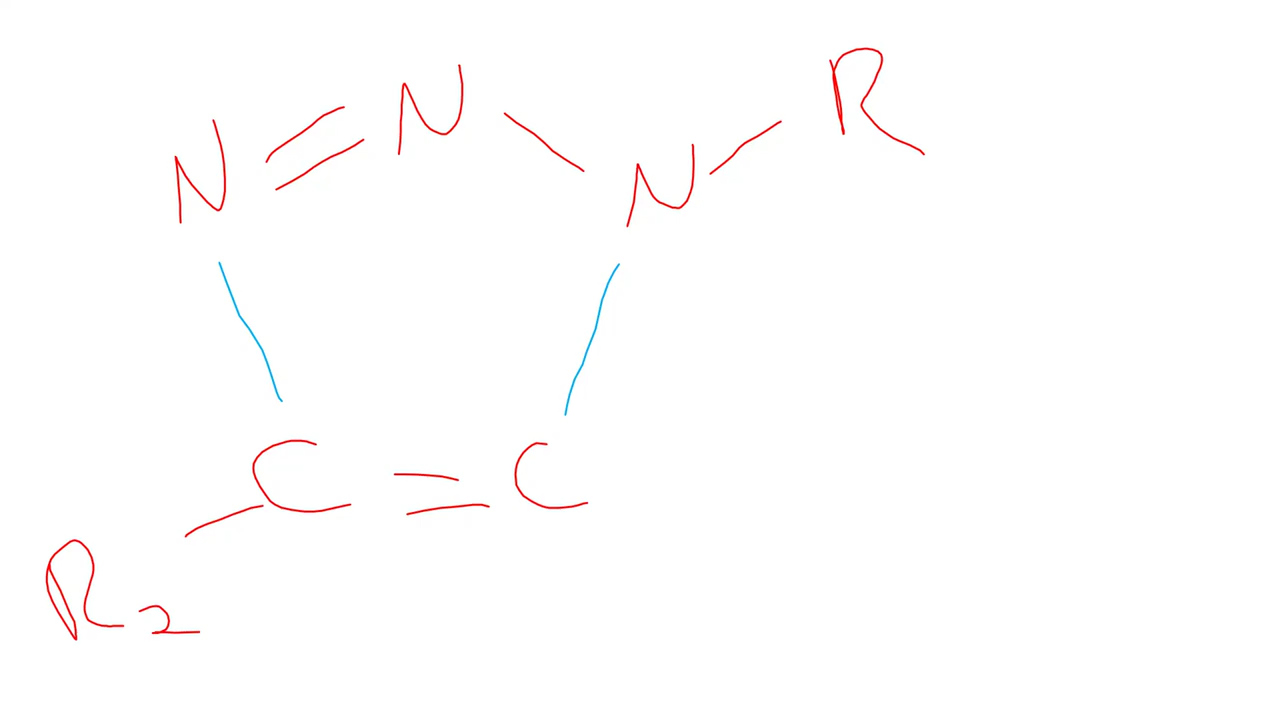 N = N - N - R
R2 - C = C